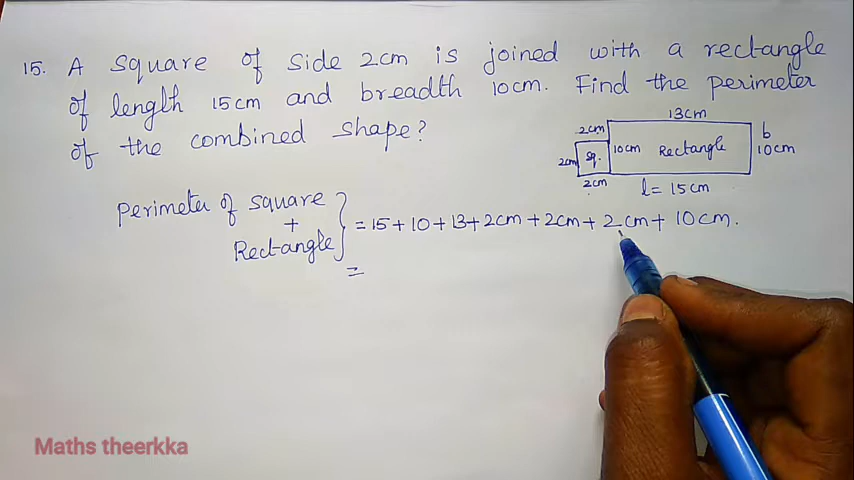 15. A square of side 2cm is joined with a rectangle
of length 15cm and breadth 10cm. Find the perimeter
of the combined shape?
13cm
2cm
b
2cm
sq.
10cm
Rectangle
10cm
2cm
l = 15cm
Perimeter of square
+
Rectangle
= 15 + 10 + 13 + 2cm + 2cm + 2cm + 10cm.
=
Maths theerkka